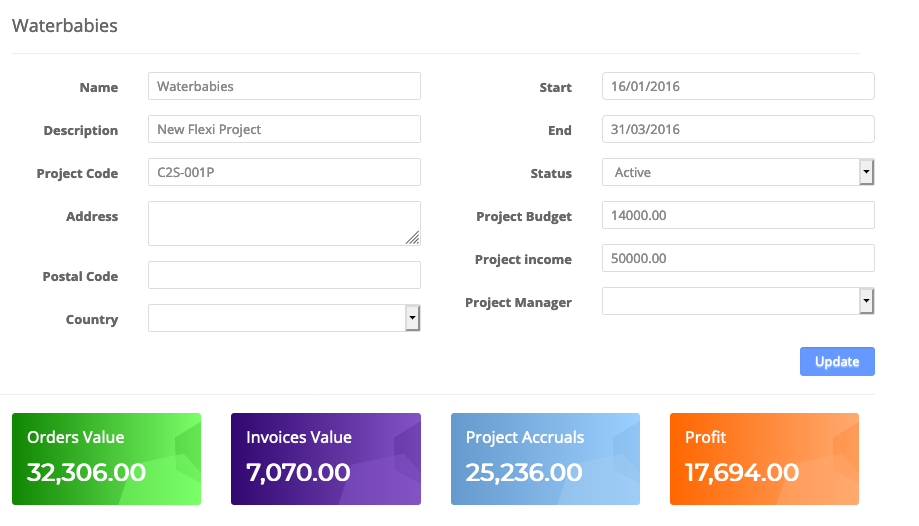 Waterbabies
Name Waterbabies
Description New Flexi Project
Project Code C2S-001P
Address
Postal Code
Country
Start 16/01/2016
End 31/03/2016
Status Active
Project Budget 14000.00
Project income 50000.00
Project Manager
Update
Orders Value
32,306.00
Invoices Value
7,070.00
Project Accruals
25,236.00
Profit
17,694.00